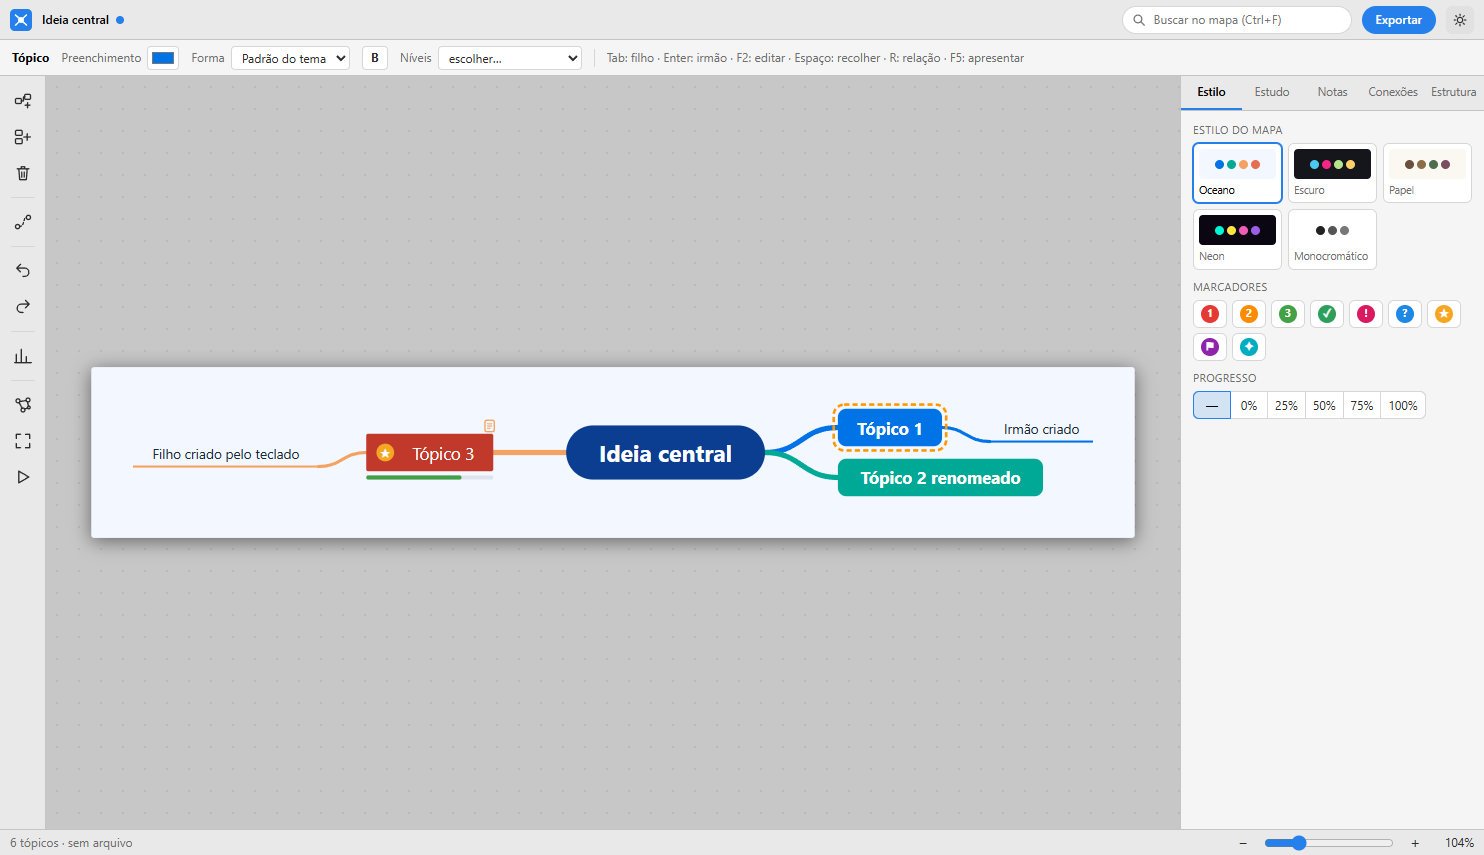 Ideia central
Buscar no mapa (Ctrl+F)
Exportar
Tópico
Preenchimento
Forma
Padrão do tema
B
Níveis
escolher...
Tab: filho · Enter: irmão · F2: editar · Espaço: recolher · R: relação · F5: apresentar
Estilo
Estudo
Notas
Conexões
Estrutura
ESTILO DO MAPA
Oceano
Escuro
Papel
Neon
Monocromático
MARCADORES
1
2
3
!
?
PROGRESSO
—
0%
25%
50%
75%
100%
Filho criado pelo teclado
Tópico 3
Ideia central
Tópico 1
Irmão criado
Tópico 2 renomeado
6 tópicos · sem arquivo
−
+
104%